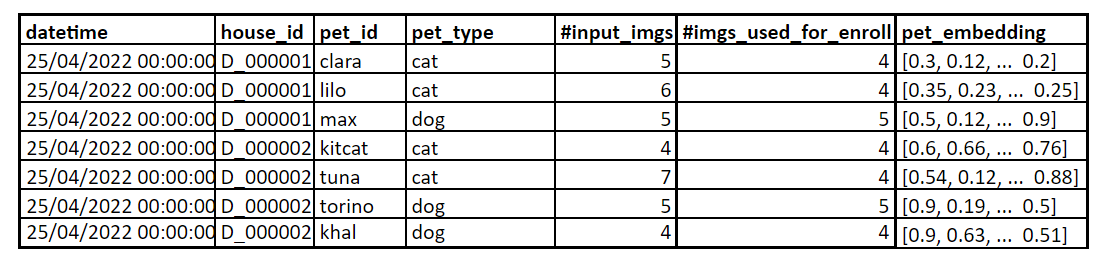 datetime house_id pet_id pet_type #input_imgs #imgs_used_for_enroll pet_embedding
25/04/2022 00:00:00 D_000001 clara cat 5 4 [0.3, 0.12, ... 0.2]
25/04/2022 00:00:00 D_000001 lilo cat 6 4 [0.35, 0.23, ... 0.25]
25/04/2022 00:00:00 D_000001 max dog 5 5 [0.5, 0.12, ... 0.9]
25/04/2022 00:00:00 D_000002 kitcat cat 4 4 [0.6, 0.66, ... 0.76]
25/04/2022 00:00:00 D_000002 tuna cat 7 4 [0.54, 0.12, ... 0.88]
25/04/2022 00:00:00 D_000002 torino dog 5 5 [0.9, 0.19, ... 0.5]
25/04/2022 00:00:00 D_000002 khal dog 4 4 [0.9, 0.63, ... 0.51]